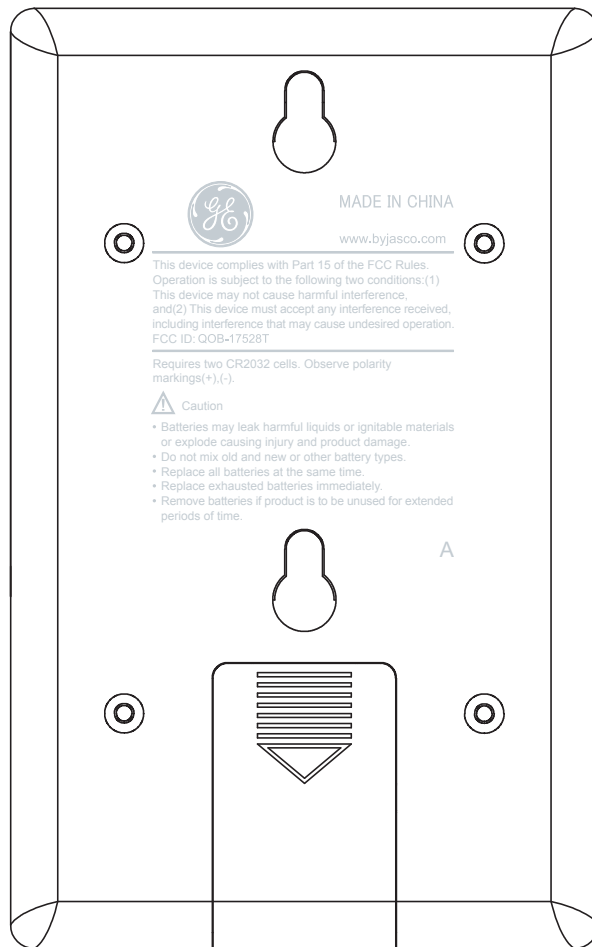 GE
MADE IN CHINA
www.byjasco.com
This device complies with Part 15 of the FCC Rules.
Operation is subject to the following two conditions:(1)
This device may not cause harmful interference,
and(2) This device must accept any interference received,
including interference that may cause undesired operation.
FCC ID: QOB-17528T
Requires two CR2032 cells. Observe polarity
markings(+),(-).
Caution
• Batteries may leak harmful liquids or ignitable materials
or explode causing injury and product damage.
• Do not mix old and new or other battery types.
• Replace all batteries at the same time.
• Replace exhausted batteries immediately.
• Remove batteries if product is to be unused for extended
periods of time.
A